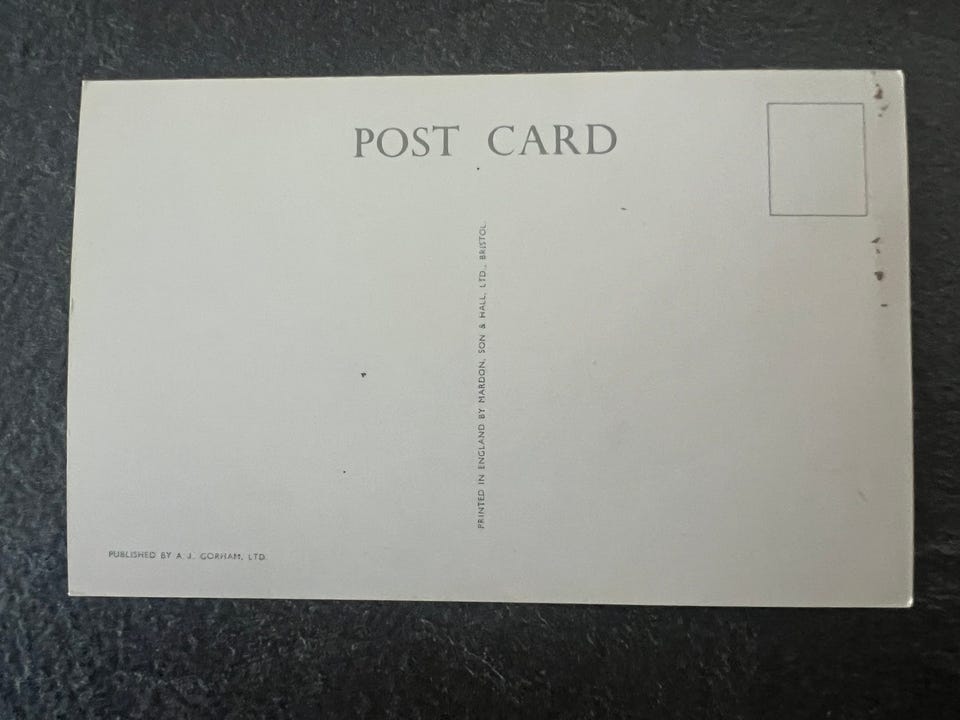 POST CARD
PRINTED IN ENGLAND BY MARDON, SON & HALL, LTD., BRISTOL.
PUBLISHED BY A. J. GORHAM, LTD.